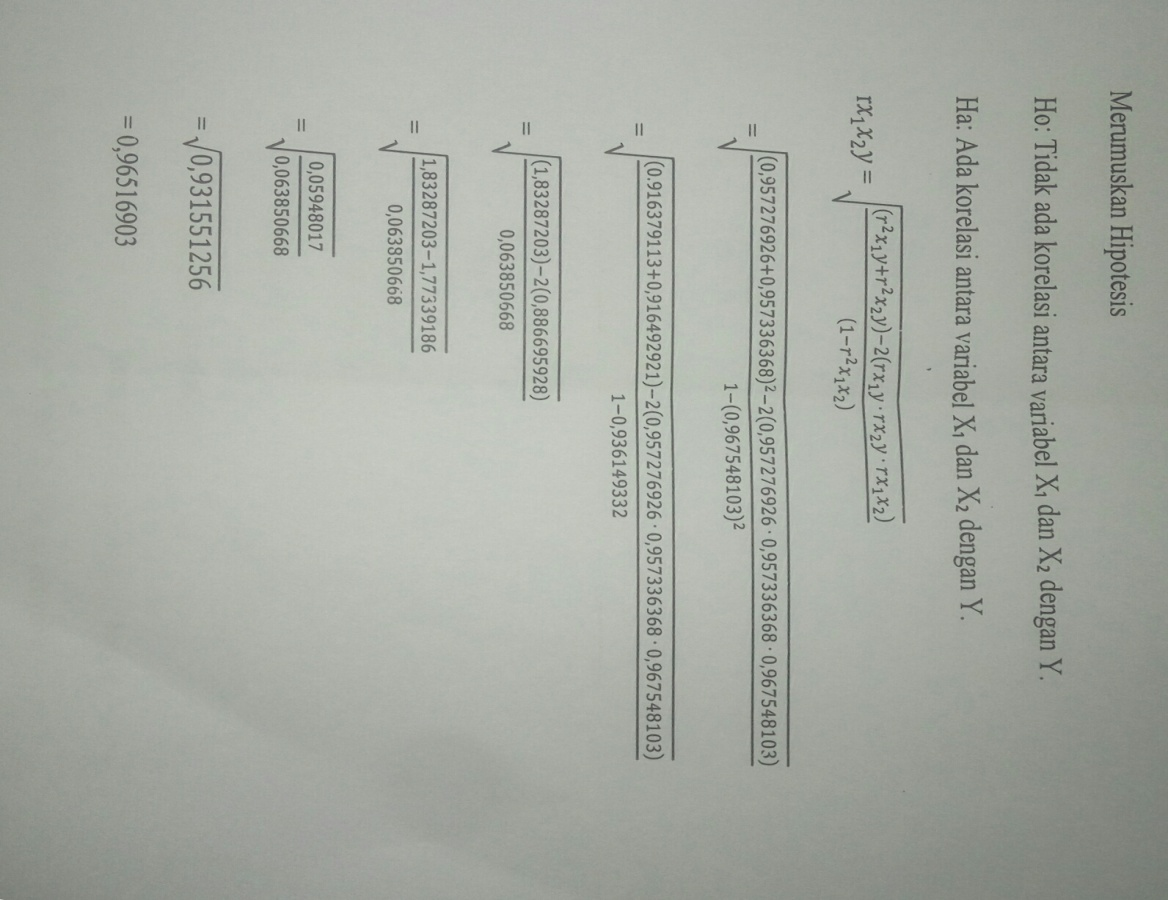 Merumuskan Hipotesis
Ho: Tidak ada korelasi antara variabel X₁ dan X₂ dengan Y.
Ha: Ada korelasi antara variabel X₁ dan X₂ dengan Y.
rx₁x₂y = √((r²x₁y+r²x₂y)−2(rx₁y·rx₂y·rx₁x₂) / (1−r²x₁x₂))
= √((0,957276926+0,957336368)²−2(0,957276926·0,957336368·0,967548103) / 1−(0,967548103)²)
= √((0.916379113+0,916492921)−2(0,957276926·0,957336368·0,967548103) / 1−0,936149332)
= √((1,83287203)−2(0,886695928) / 0,063850668)
= √(1,83287203−1,77339186 / 0,063850668)
= √(0,05948017 / 0,063850668)
= √0,931551256
= 0,96516903